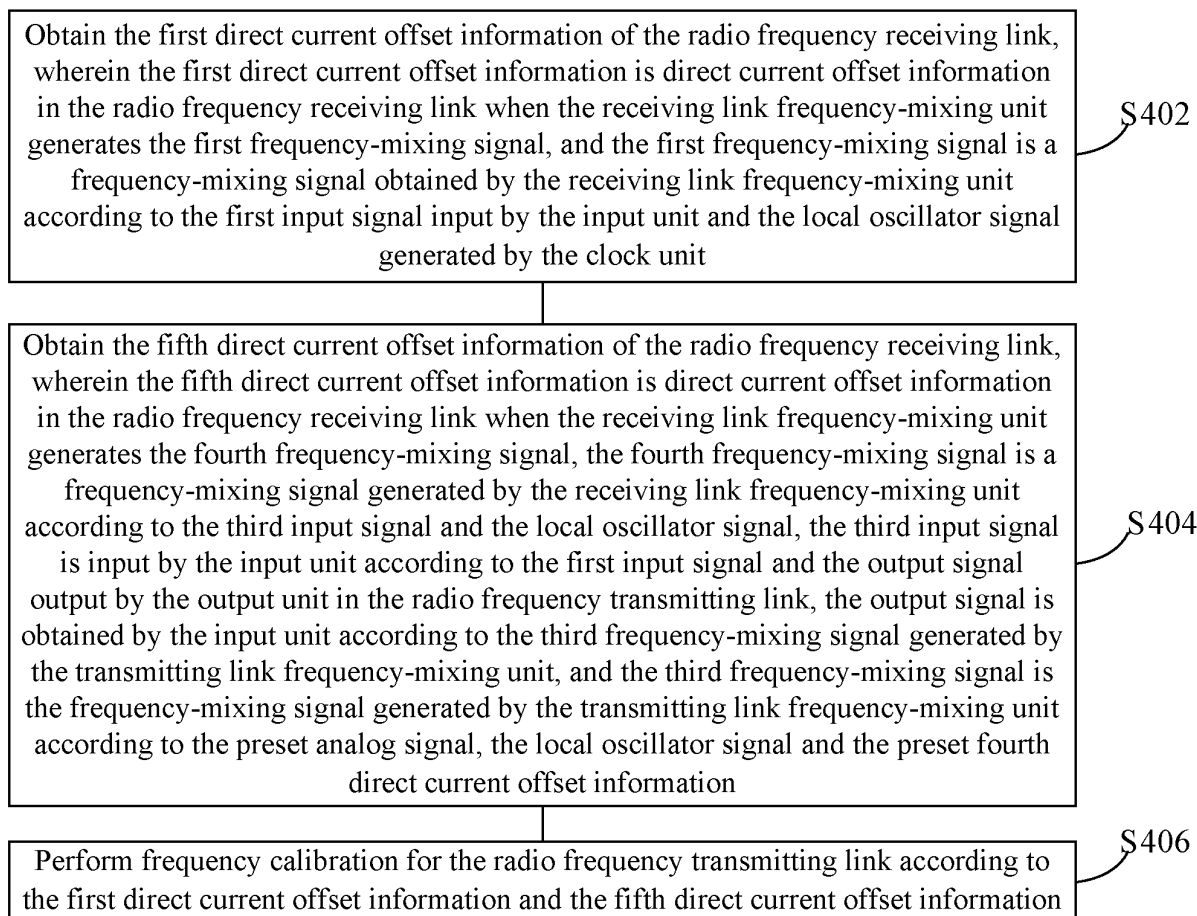 Obtain the first direct current offset information of the radio frequency receiving link,
wherein the first direct current offset information is direct current offset information
in the radio frequency receiving link when the receiving link frequency-mixing unit
generates the first frequency-mixing signal, and the first frequency-mixing signal is a
frequency-mixing signal obtained by the receiving link frequency-mixing unit
according to the first input signal input by the input unit and the local oscillator signal
generated by the clock unit
S402
Obtain the fifth direct current offset information of the radio frequency receiving link,
wherein the fifth direct current offset information is direct current offset information
in the radio frequency receiving link when the receiving link frequency-mixing unit
generates the fourth frequency-mixing signal, the fourth frequency-mixing signal is a
frequency-mixing signal generated by the receiving link frequency-mixing unit
according to the third input signal and the local oscillator signal, the third input signal
is input by the input unit according to the first input signal and the output signal
output by the output unit in the radio frequency transmitting link, the output signal is
obtained by the input unit according to the third frequency-mixing signal generated by
the transmitting link frequency-mixing unit, and the third frequency-mixing signal is
the frequency-mixing signal generated by the transmitting link frequency-mixing unit
according to the preset analog signal, the local oscillator signal and the preset fourth
direct current offset information
S404
Perform frequency calibration for the radio frequency transmitting link according to
the first direct current offset information and the fifth direct current offset information
S406